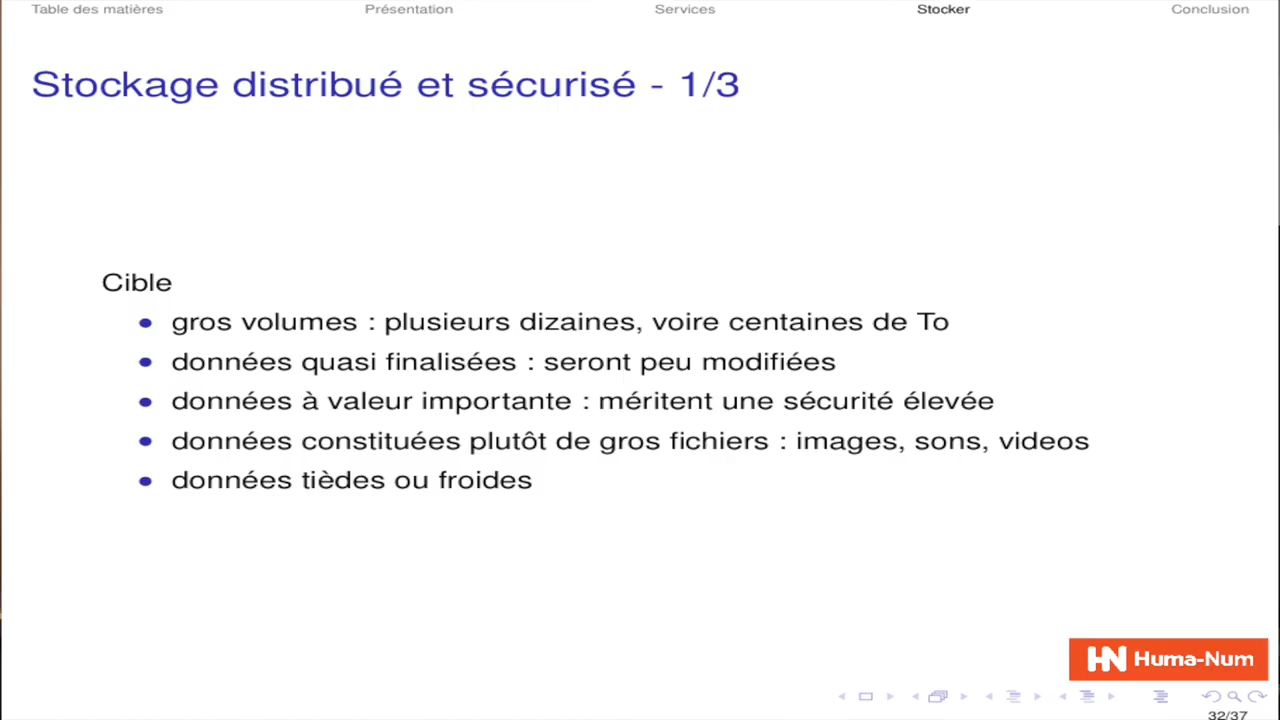 Table des matières Présentation Services Stocker Conclusion
Stockage distribué et sécurisé - 1/3
Cible
gros volumes : plusieurs dizaines, voire centaines de To
données quasi finalisées : seront peu modifiées
données à valeur importante : méritent une sécurité élevée
données constituées plutôt de gros fichiers : images, sons, videos
données tièdes ou froides
HN Huma-Num
32/37